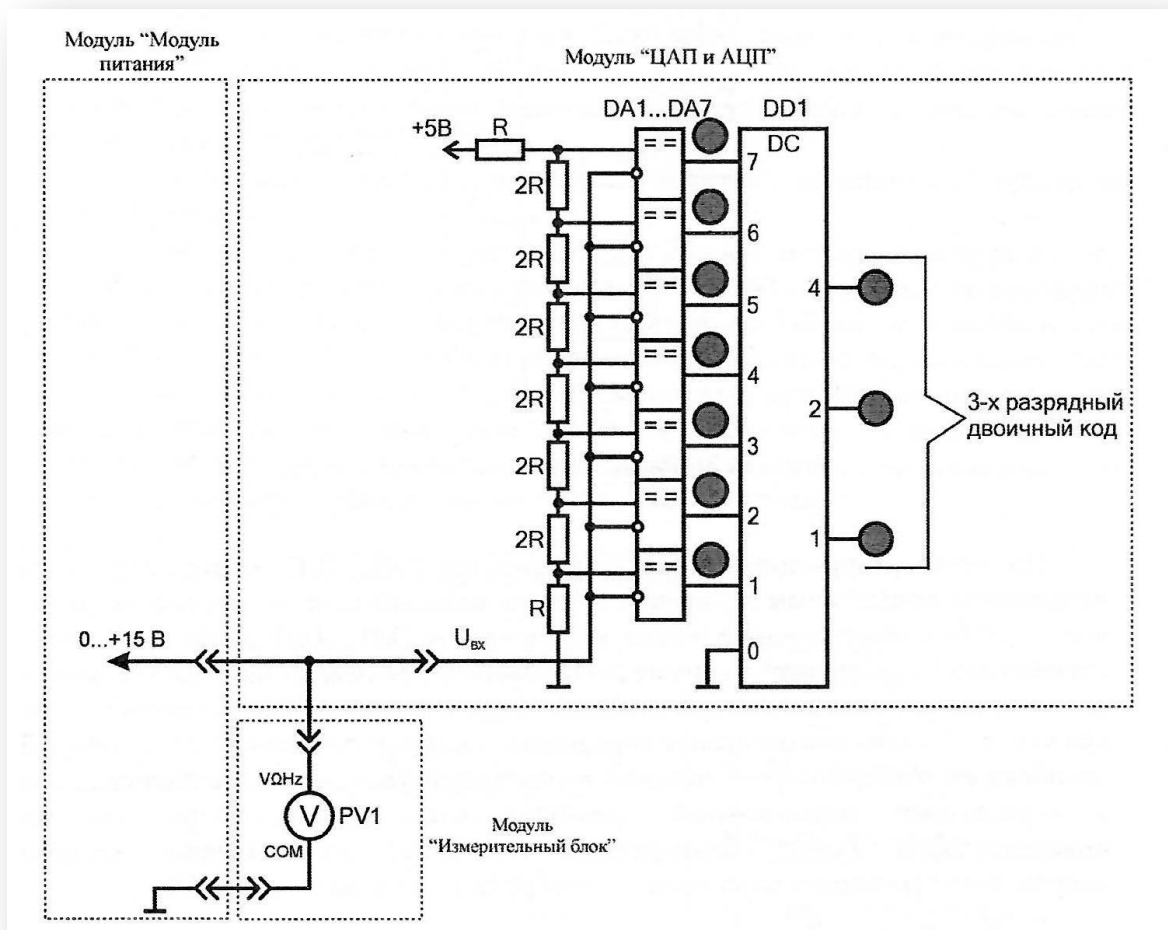 Модуль “Модуль
питания”
Модуль “ЦАП и АЦП”
DA1...DA7
DD1
+5В
R
DC
==
7
2R
==
6
2R
==
5
2R
==
4
2R
==
3
2R
==
2
2R
==
1
R
0
4
2
1
3-х разрядный
двоичный код
0...+15 В
Uвх
VΩHz
V
PV1
COM
Модуль
“Измерительный блок”